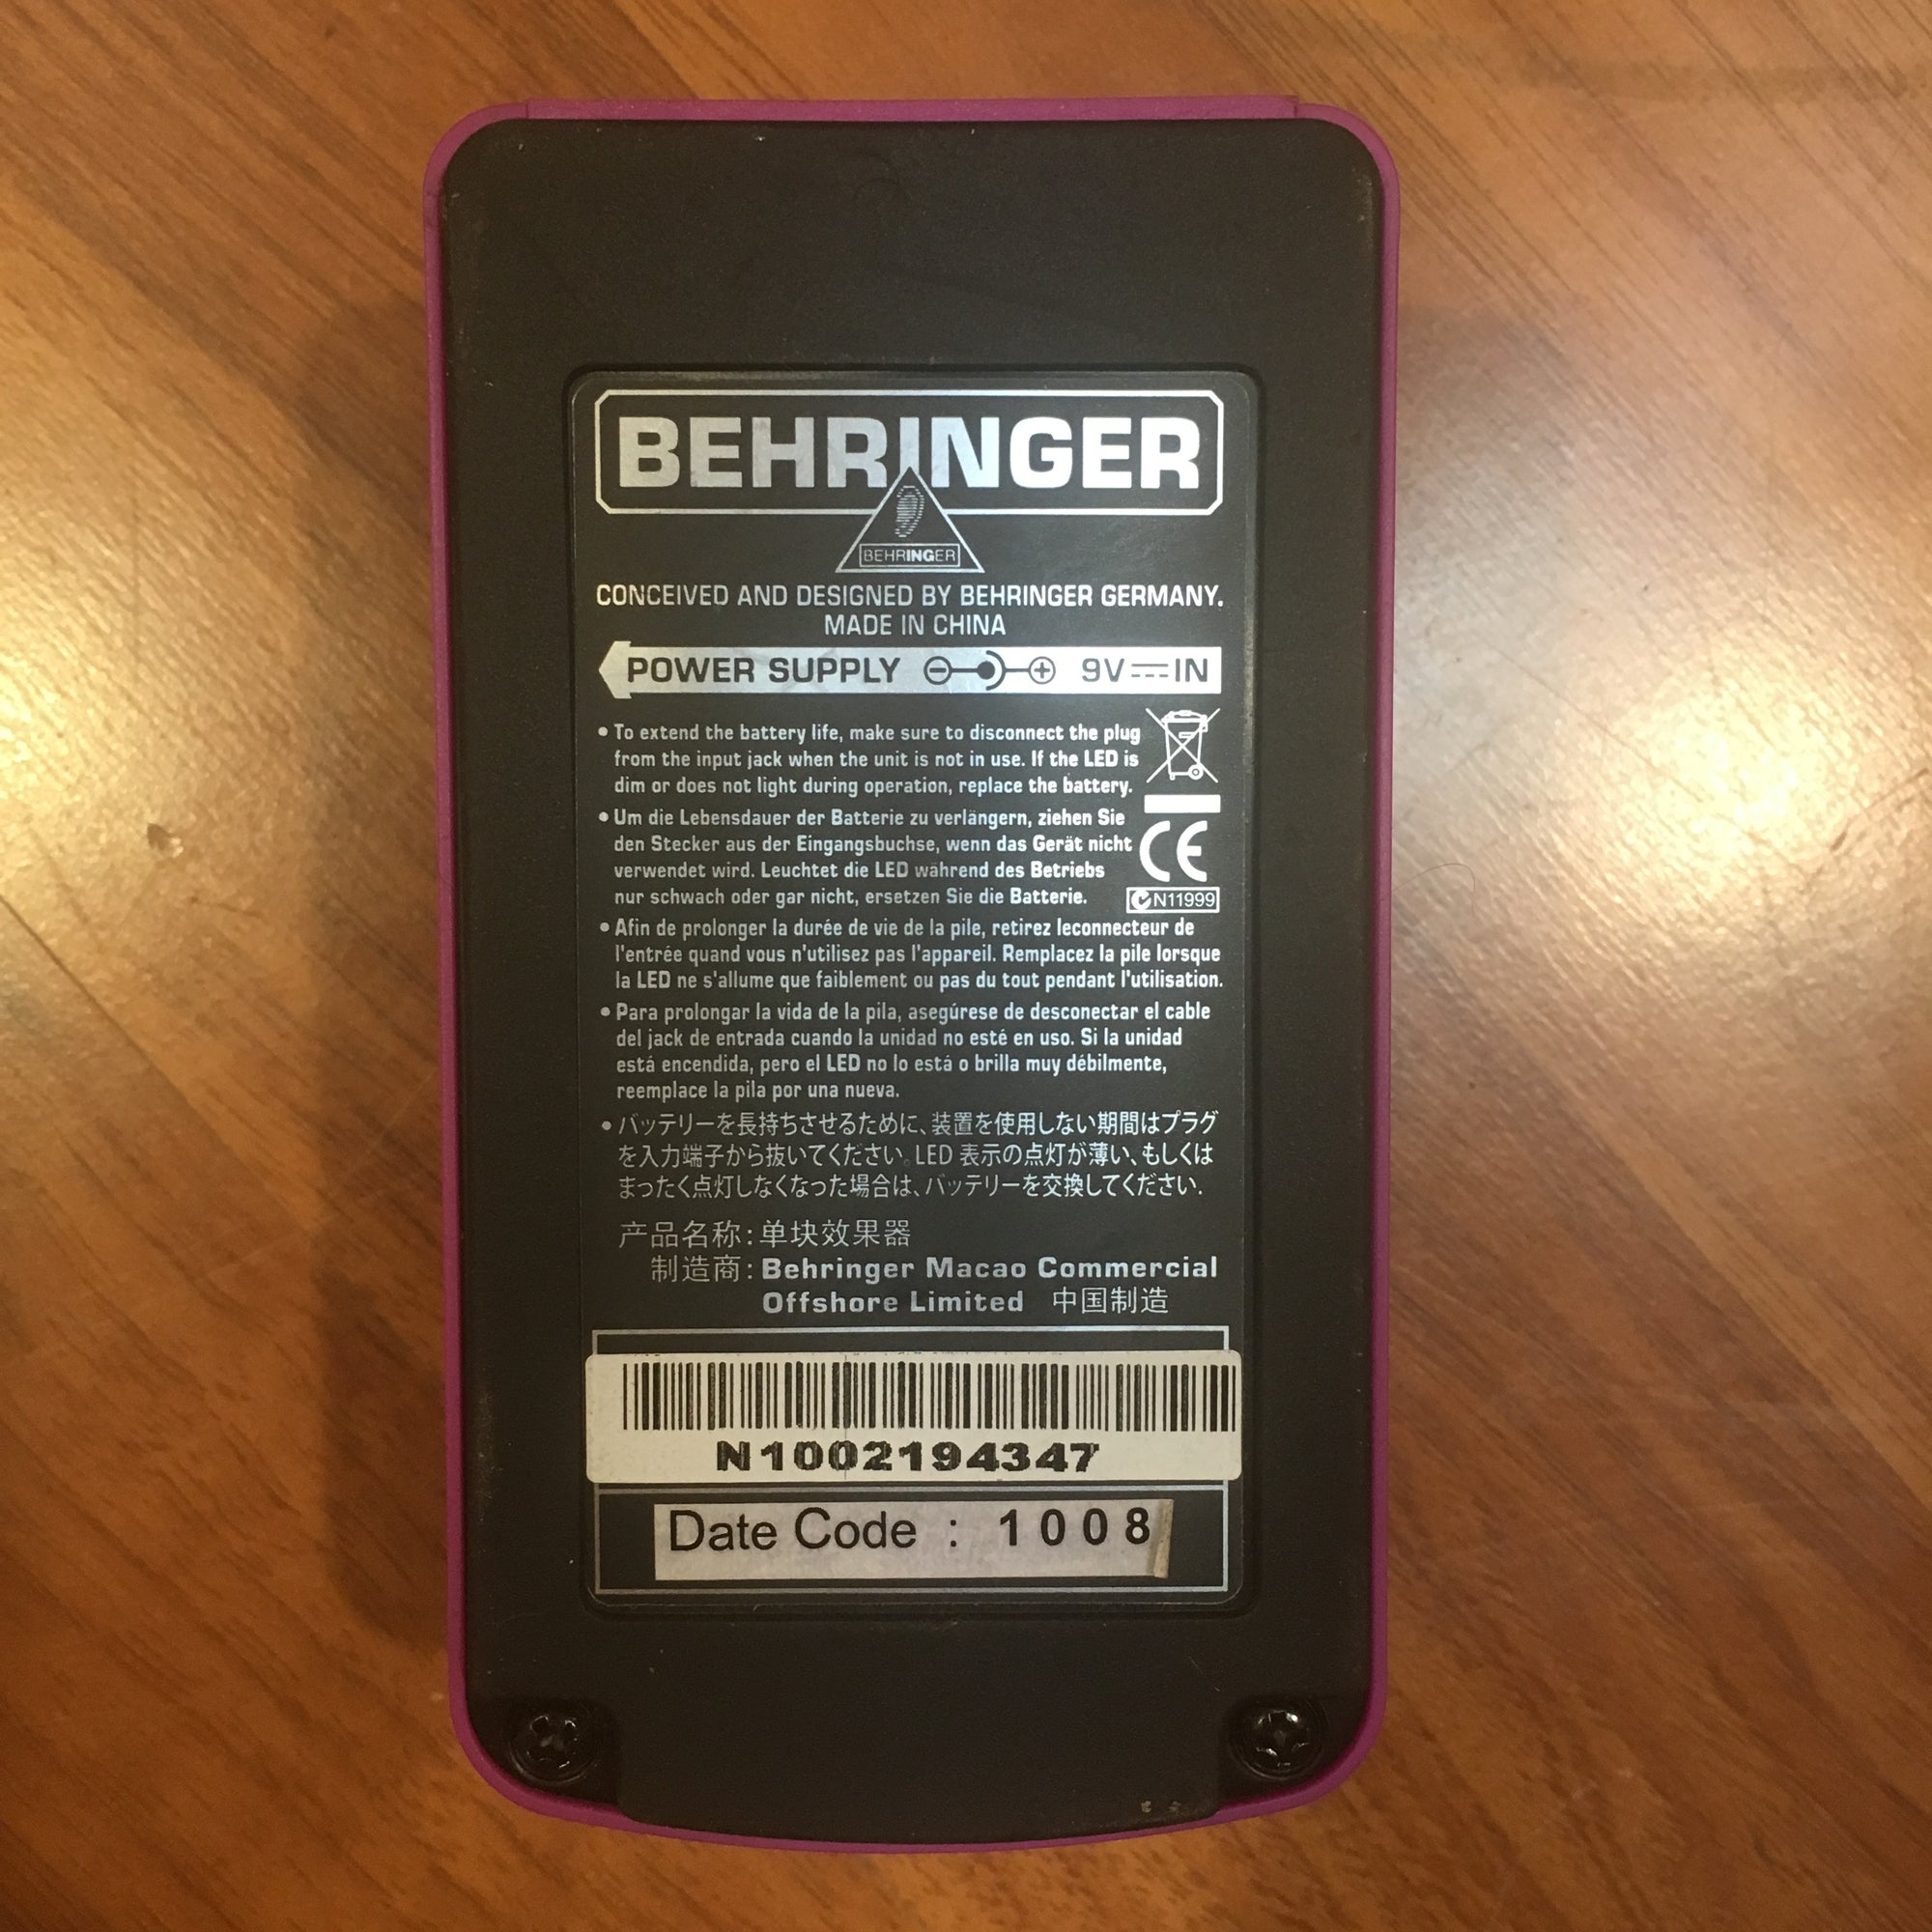 BEHRINGER
BEHRINGER
CONCEIVED AND DESIGNED BY BEHRINGER GERMANY.
MADE IN CHINA
POWER SUPPLY 9V IN
• To extend the battery life, make sure to disconnect the plug
from the input jack when the unit is not in use. If the LED is
dim or does not light during operation, replace the battery.
• Um die Lebensdauer der Batterie zu verlängern, ziehen Sie
den Stecker aus der Eingangsbuchse, wenn das Gerät nicht
verwendet wird. Leuchtet die LED während des Betriebs
nur schwach oder gar nicht, ersetzen Sie die Batterie.
CE
N11999
• Afin de prolonger la durée de vie de la pile, retirez leconnecteur de
l'entrée quand vous n'utilisez pas l'appareil. Remplacez la pile lorsque
la LED ne s'allume que faiblement ou pas du tout pendant l'utilisation.
• Para prolongar la vida de la pila, asegúrese de desconectar el cable
del jack de entrada cuando la unidad no esté en uso. Si la unidad
está encendida, pero el LED no lo está o brilla muy débilmente,
reemplace la pila por una nueva.
• バッテリーを長持ちさせるために、装置を使用しない期間はプラグ
を入力端子から抜いてください。LED 表示の点灯が薄い、もしくは
まったく点灯しなくなった場合は、バッテリーを交換してください.
产品名称: 单块效果器
制造商: Behringer Macao Commercial
Offshore Limited 中国制造
N1002194347
Date Code : 1008